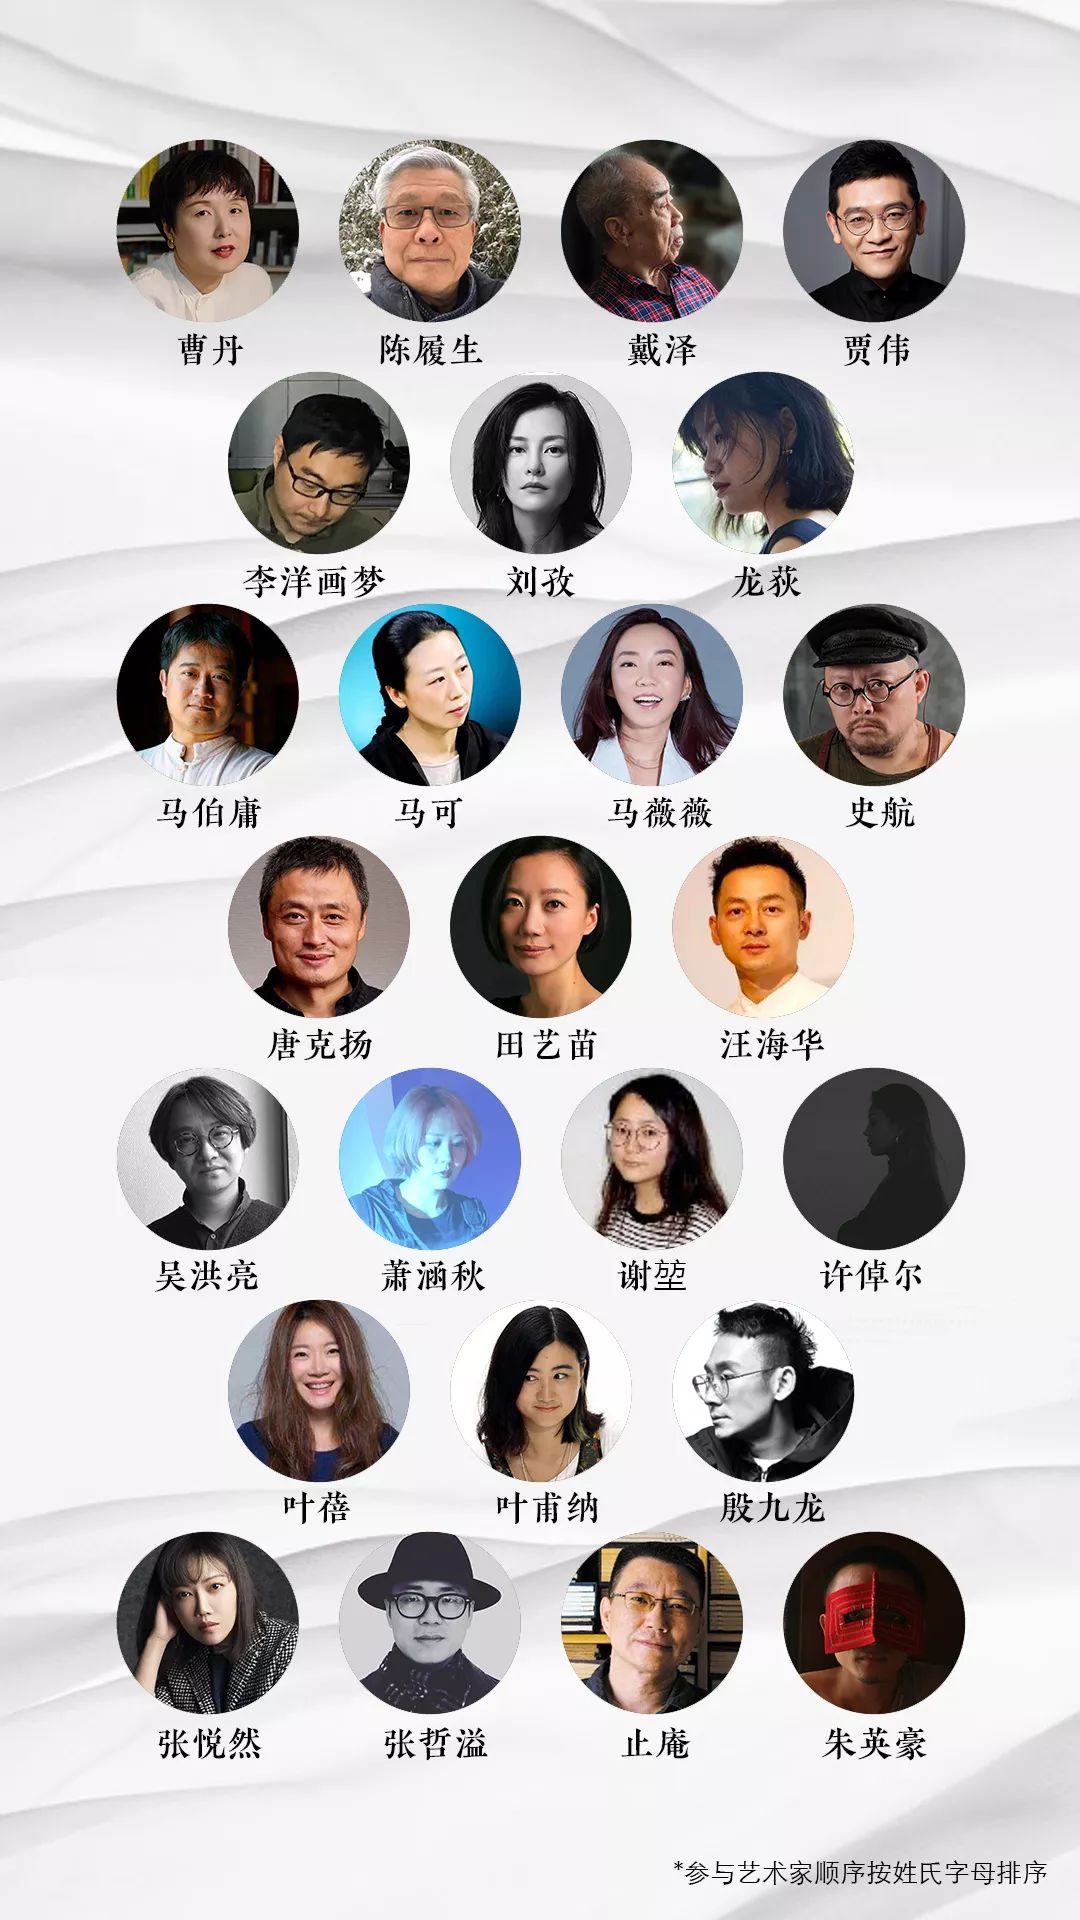 曹丹 陈履生 戴泽 贾伟
李洋画梦 刘孜 龙荻
马伯庸 马可 马薇薇 史航
唐克扬 田艺苗 汪海华
吴洪亮 萧涵秋 谢堃 许倬尔
叶蓓 叶甫纳 殷九龙
张悦然 张哲溢 止庵 朱英豪
*参与艺术家顺序按姓氏字母排序